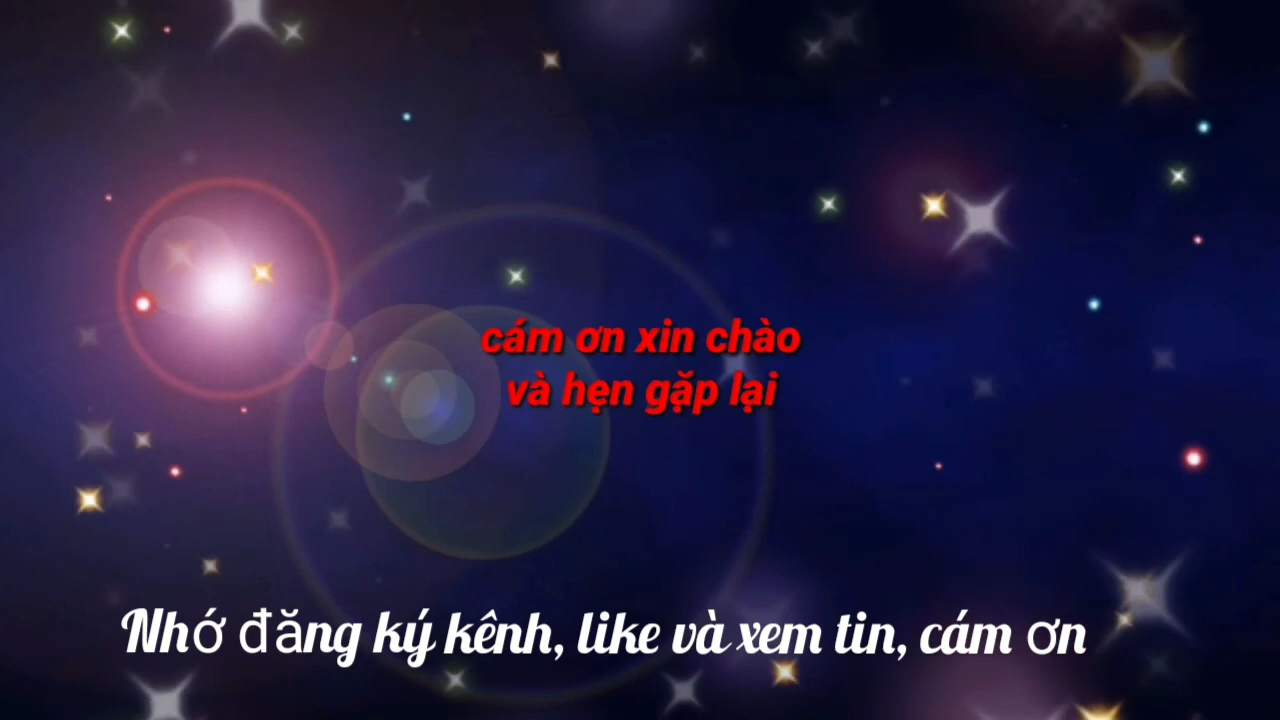 cám ơn xin chào
và hẹn gặp lại
Nhớ đăng ký kênh, like và xem tin, cám ơn